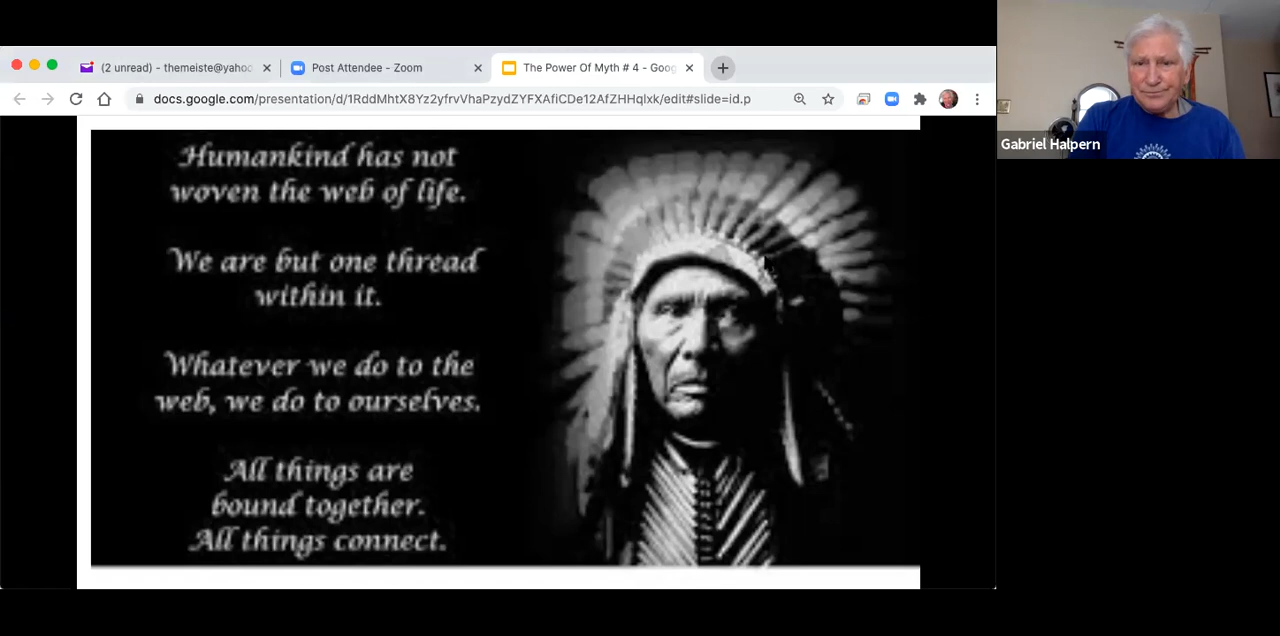 (2 unread) - themeiste@yahoo
Post Attendee - Zoom
The Power Of Myth # 4 - Goog
docs.google.com/presentation/d/1RddMhtX8Yz2yfrvVhaPzydZYFXAfiCDe12AfZHHqlxk/edit#slide=id.p
Gabriel Halpern
Humankind has not
woven the web of life.
We are but one thread
within it.
Whatever we do to the
web, we do to ourselves.
All things are
bound together.
All things connect.